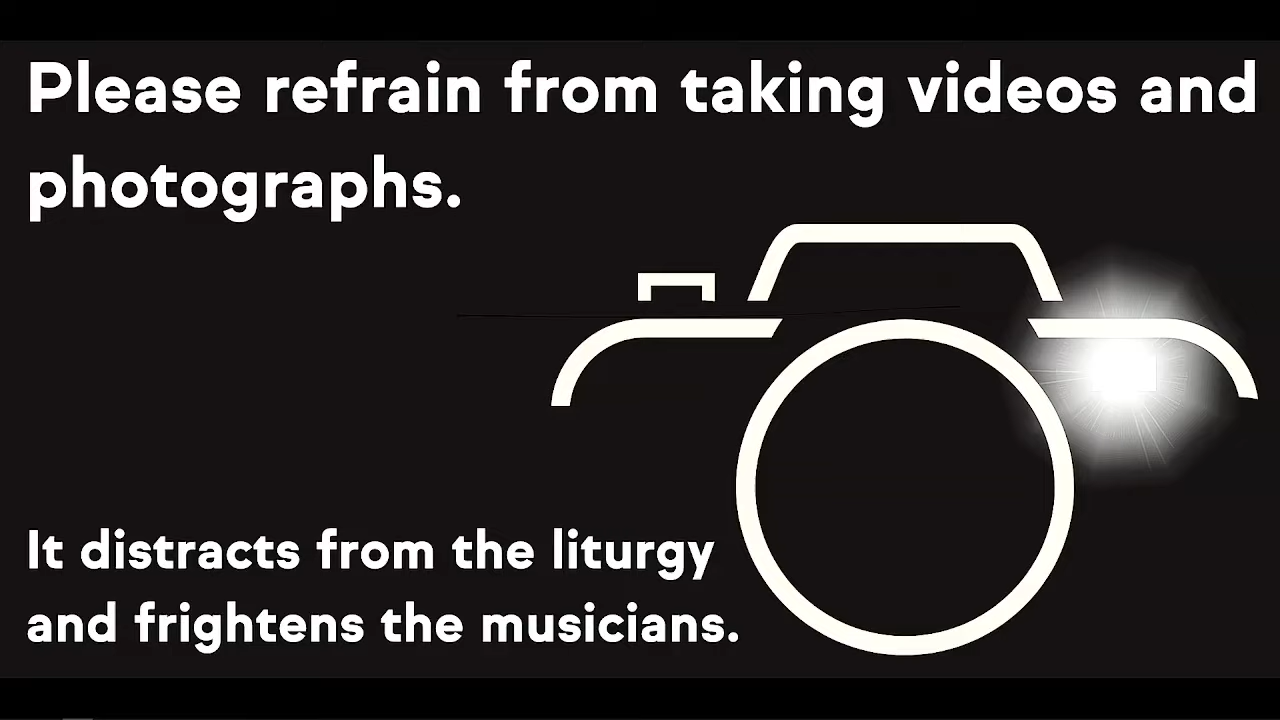 Please refrain from taking videos and
photographs.
It distracts from the liturgy
and frightens the musicians.